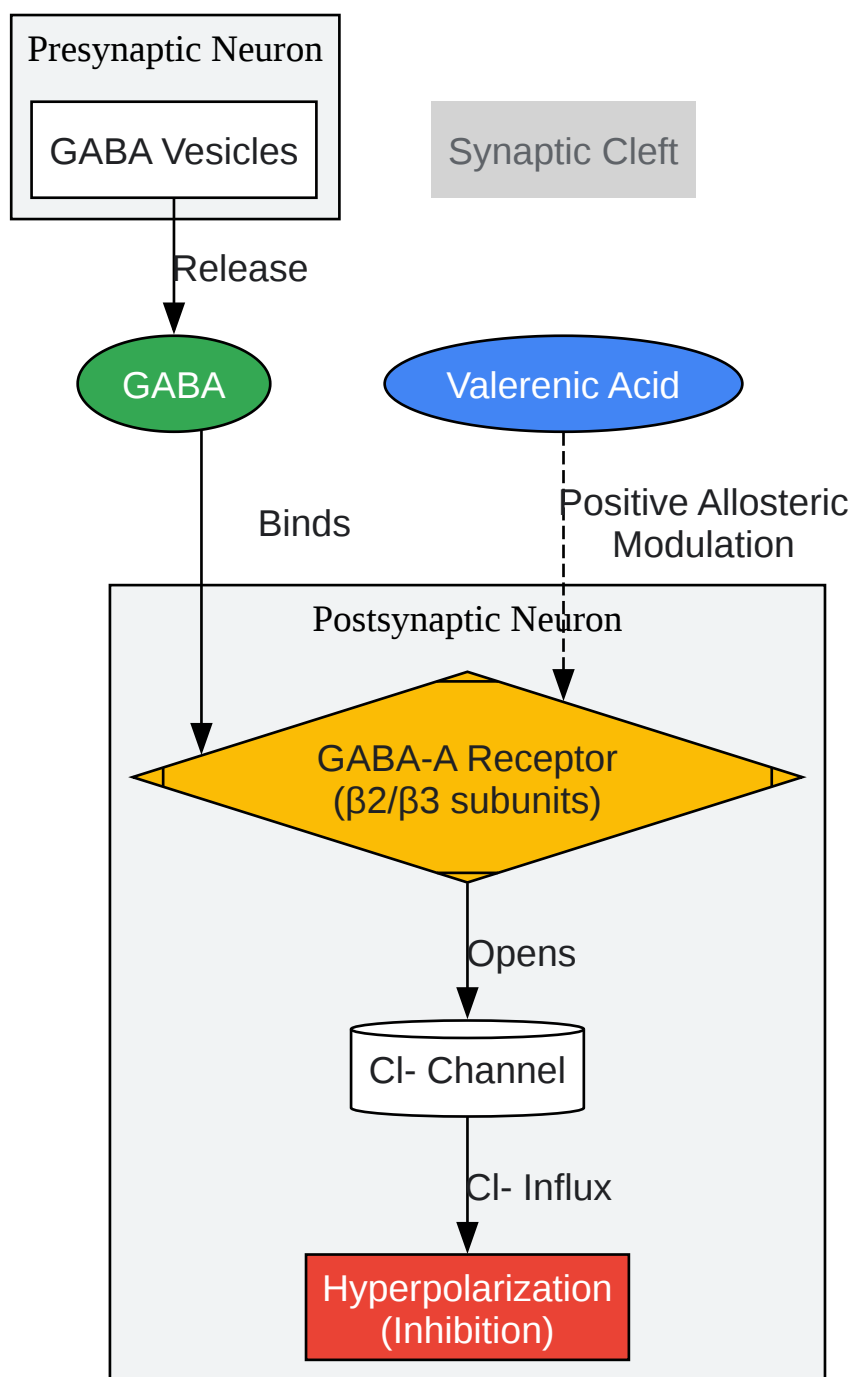 Presynaptic Neuron
GABA Vesicles
Synaptic Cleft
Release
GABA
Valerenic Acid
Binds
Positive Allosteric
Modulation
Postsynaptic Neuron
GABA-A Receptor
(β2/β3 subunits)
Opens
Cl- Channel
Cl- Influx
Hyperpolarization
(Inhibition)